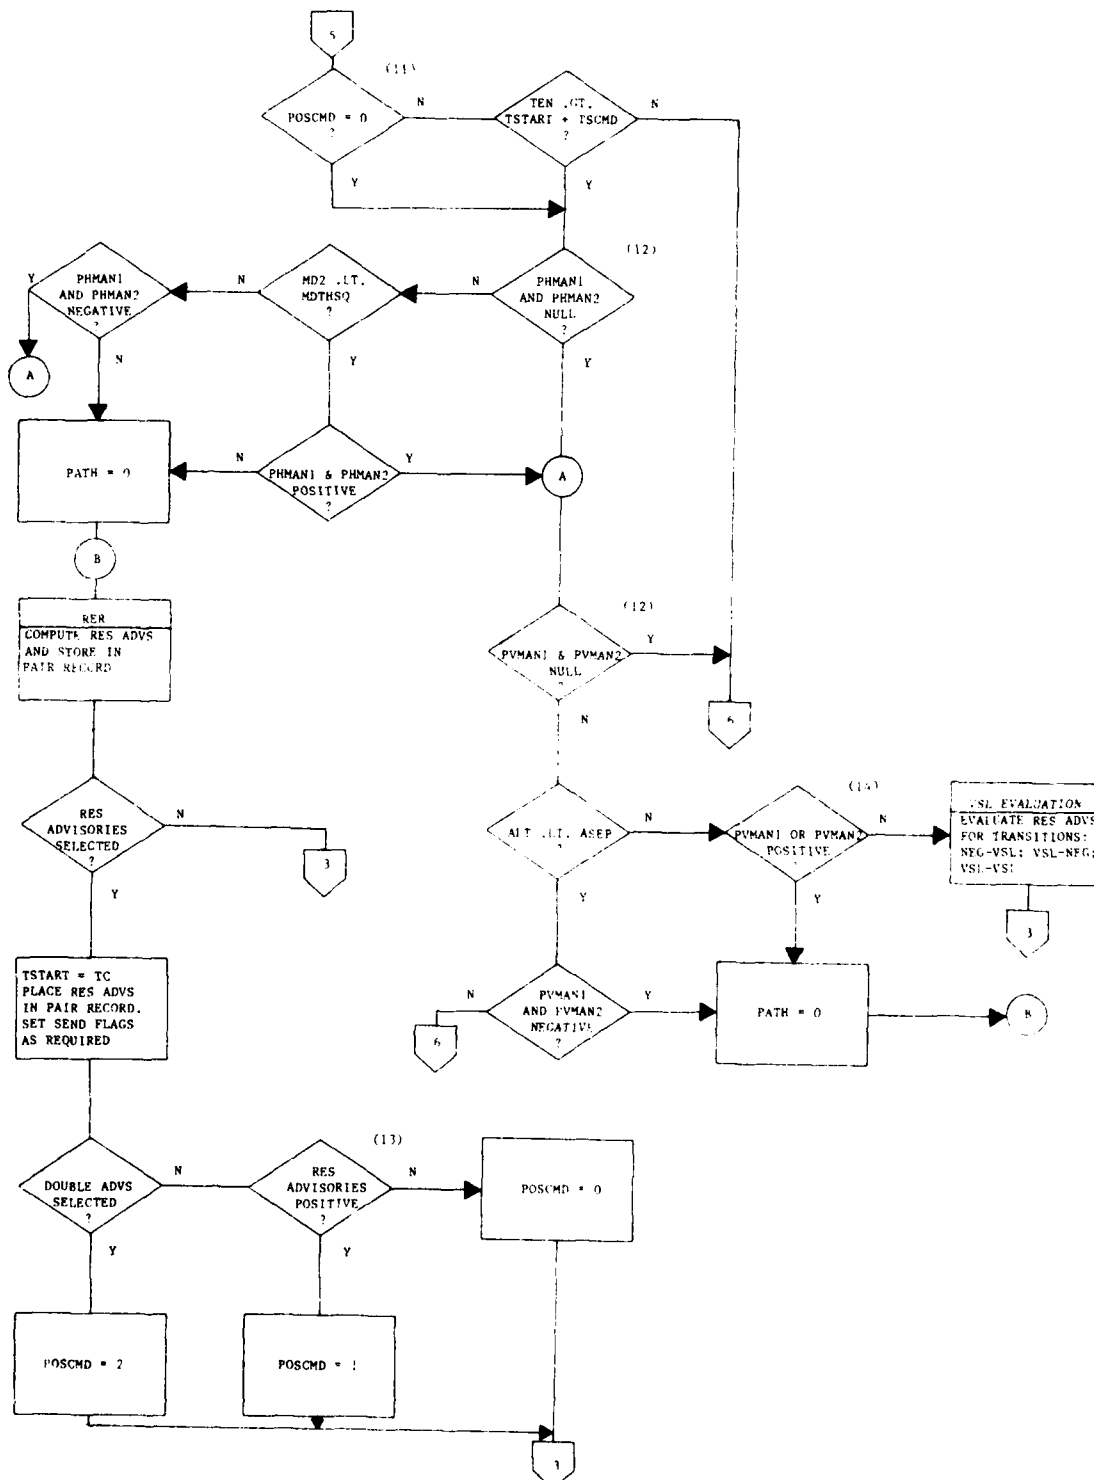 5
(11)
POSCMD = 0
?
N
Y
TEN .GT.
TSTART + TSCMD
?
N
Y
(12)
PHMAN1
AND PHMAN2
NULL
?
N
Y
MD2 .LT.
MDTHSQ
?
N
Y
PHMAN1
AND PHMAN2
NEGATIVE
?
Y
N
A
PATH = 0
N
PHMAN1 & PHMAN2
POSITIVE
?
Y
A
B
RER
COMPUTE RES ADVS
AND STORE IN
PAIR RECORD
(12)
PVMAN1 & PVMAN2
NULL
?
Y
N
6
RES
ADVISORIES
SELECTED
?
N
Y
3
ALT .LT. ASEP
?
N
Y
(14)
PVMAN1 OR PVMAN2
POSITIVE
?
N
Y
VSL EVALUATION
EVALUATE RES ADVS
FOR TRANSITIONS:
NEG-VSL; VSL-NEG;
VSL-VSL
3
TSTART = TC
PLACE RES ADVS
IN PAIR RECORD.
SET SEND FLAGS
AS REQUIRED
N
PVMAN1
AND PVMAN2
NEGATIVE
?
Y
6
PATH = 0
B
DOUBLE ADVS
SELECTED
?
N
Y
(13)
RES
ADVISORIES
POSITIVE
?
N
Y
POSCMD = 0
POSCMD = 2
POSCMD = 1
3